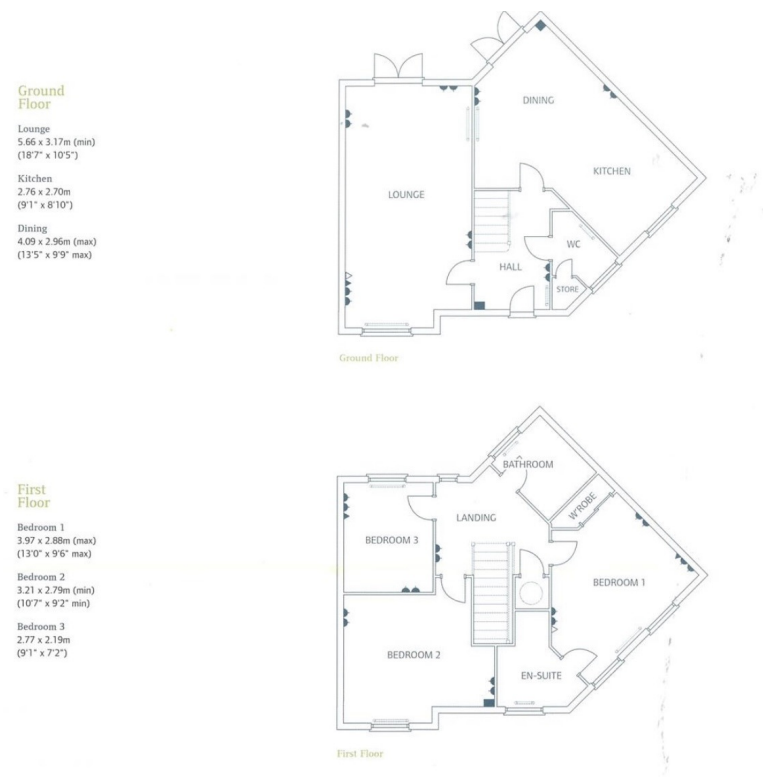 Ground
Floor
Lounge
5.66 x 3.17m (min)
(18'7" x 10'5")
Kitchen
2.76 x 2.70m
(9'1" x 8'10")
Dining
4.09 x 2.96m (max)
(13'5" x 9'9" max)
DINING
KITCHEN
LOUNGE
WC
HALL
STORE
Ground Floor
First
Floor
Bedroom 1
3.97 x 2.88m (max)
(13'0" x 9'6" max)
Bedroom 2
3.21 x 2.79m (min)
(10'7" x 9'2" min)
Bedroom 3
2.77 x 2.19m
(9'1" x 7'2")
BATHROOM
W'ROBE
LANDING
BEDROOM 3
BEDROOM 1
BEDROOM 2
EN-SUITE
First Floor